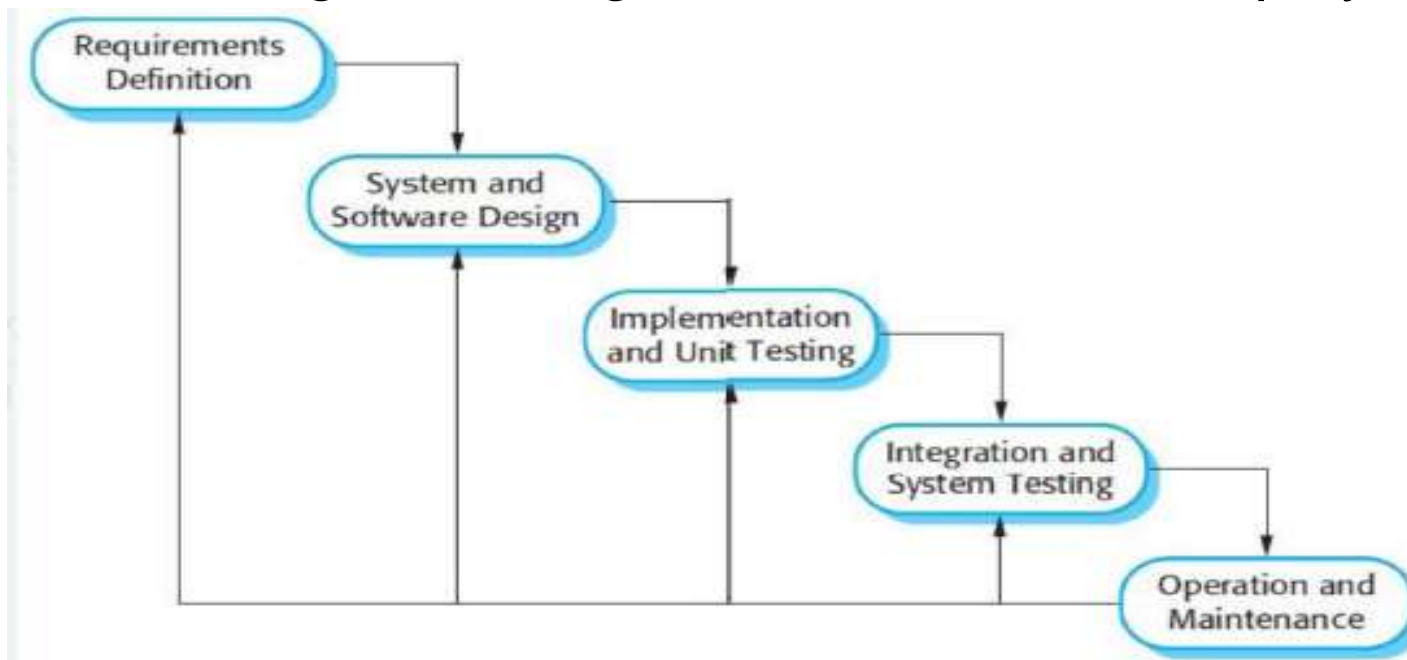 Requirements
Definition
System and
Software Design
Implementation
and Unit Testing
Integration and
System Testing
Operation and
Maintenance